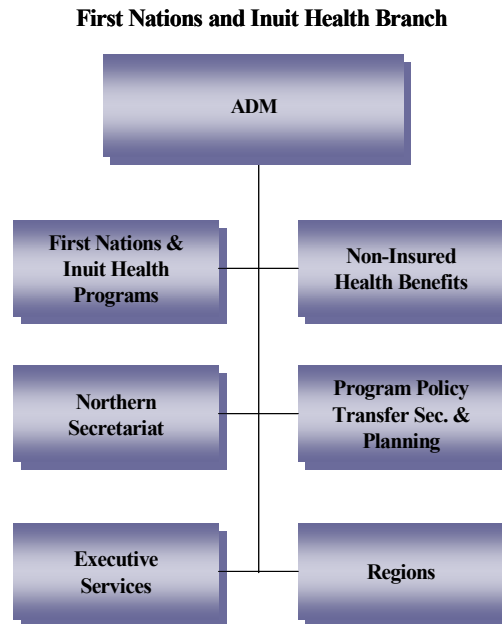 First Nations and Inuit Health Branch
ADM
First Nations &
Inuit Health
Programs
Non-Insured
Health Benefits
Northern
Secretariat
Program Policy
Transfer Sec. &
Planning
Executive
Services
Regions